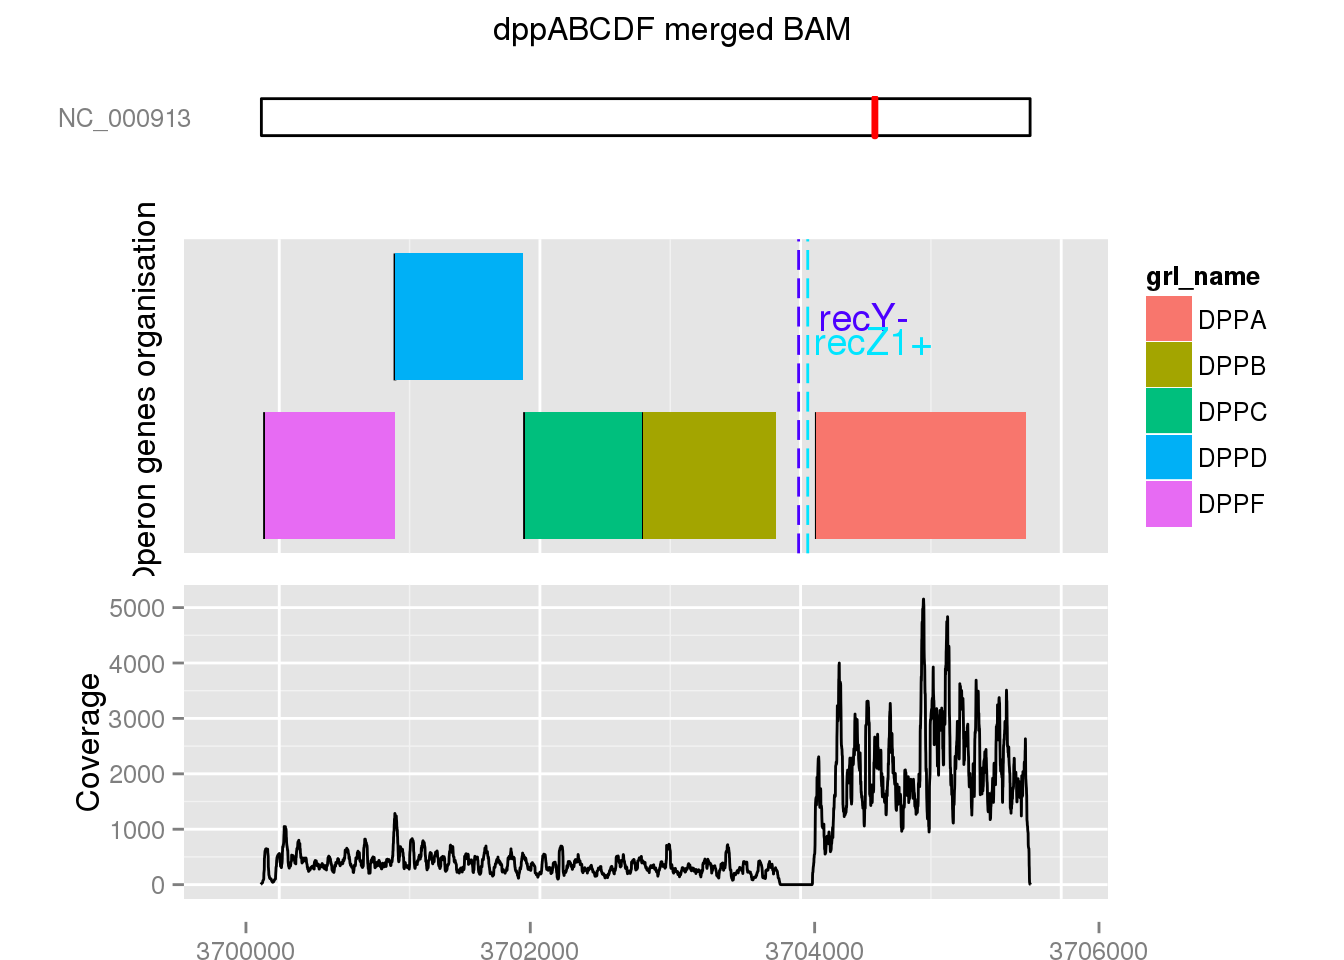 dppABCDF merged BAM
NC_000913
Operon genes organisation
recY-
recZ1+
grl_name
DPPA
DPPB
DPPC
DPPD
DPPF
Coverage
5000
4000
3000
2000
1000
0
3700000 3702000 3704000 3706000